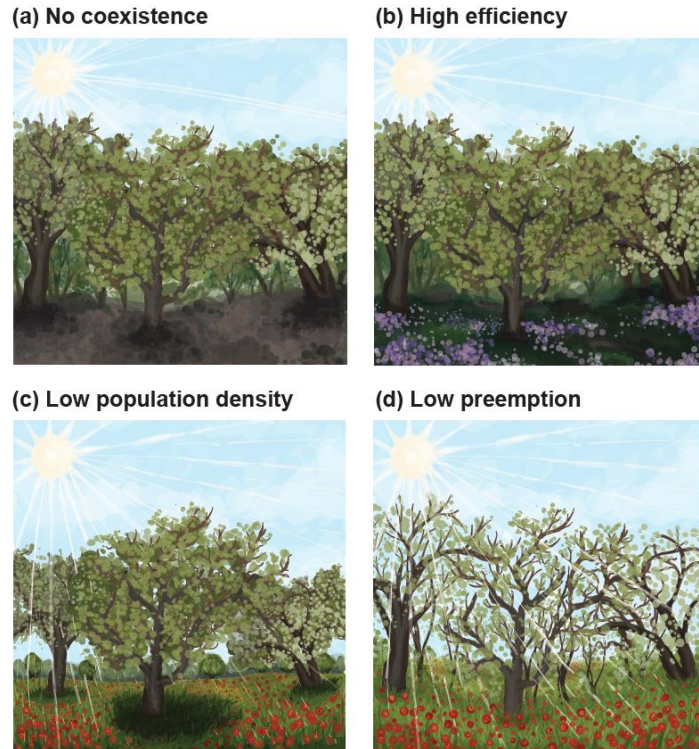 (a) No coexistence
(b) High efficiency
(c) Low population density
(d) Low preemption